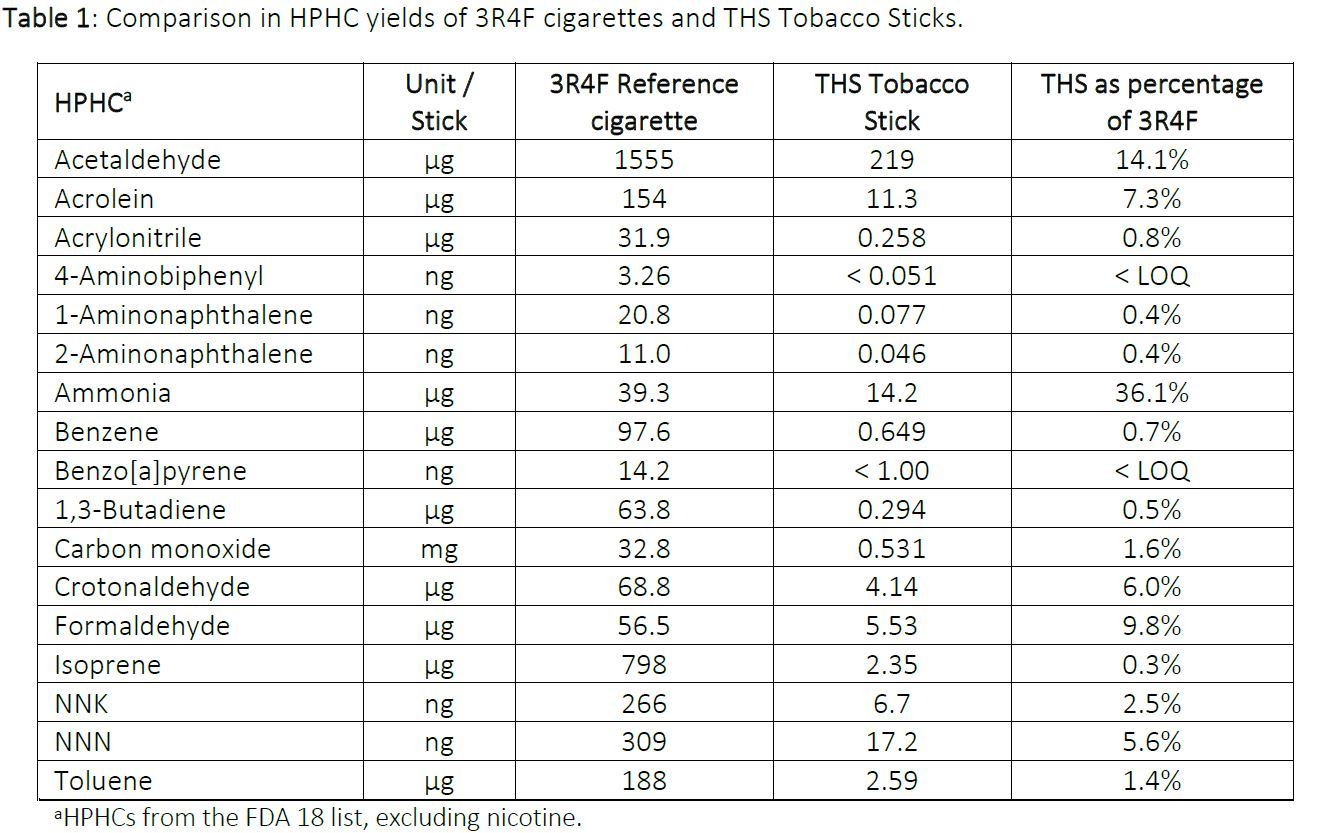 Table 1: Comparison in HPHC yields of 3R4F cigarettes and THS Tobacco Sticks.
HPHCᵃ Unit / Stick 3R4F Reference cigarette THS Tobacco Stick THS as percentage of 3R4F
Acetaldehyde µg 1555 219 14.1%
Acrolein µg 154 11.3 7.3%
Acrylonitrile µg 31.9 0.258 0.8%
4-Aminobiphenyl ng 3.26 < 0.051 < LOQ
1-Aminonaphthalene ng 20.8 0.077 0.4%
2-Aminonaphthalene ng 11.0 0.046 0.4%
Ammonia µg 39.3 14.2 36.1%
Benzene µg 97.6 0.649 0.7%
Benzo[a]pyrene ng 14.2 < 1.00 < LOQ
1,3-Butadiene µg 63.8 0.294 0.5%
Carbon monoxide mg 32.8 0.531 1.6%
Crotonaldehyde µg 68.8 4.14 6.0%
Formaldehyde µg 56.5 5.53 9.8%
Isoprene µg 798 2.35 0.3%
NNK ng 266 6.7 2.5%
NNN ng 309 17.2 5.6%
Toluene µg 188 2.59 1.4%
ᵃHPHCs from the FDA 18 list, excluding nicotine.